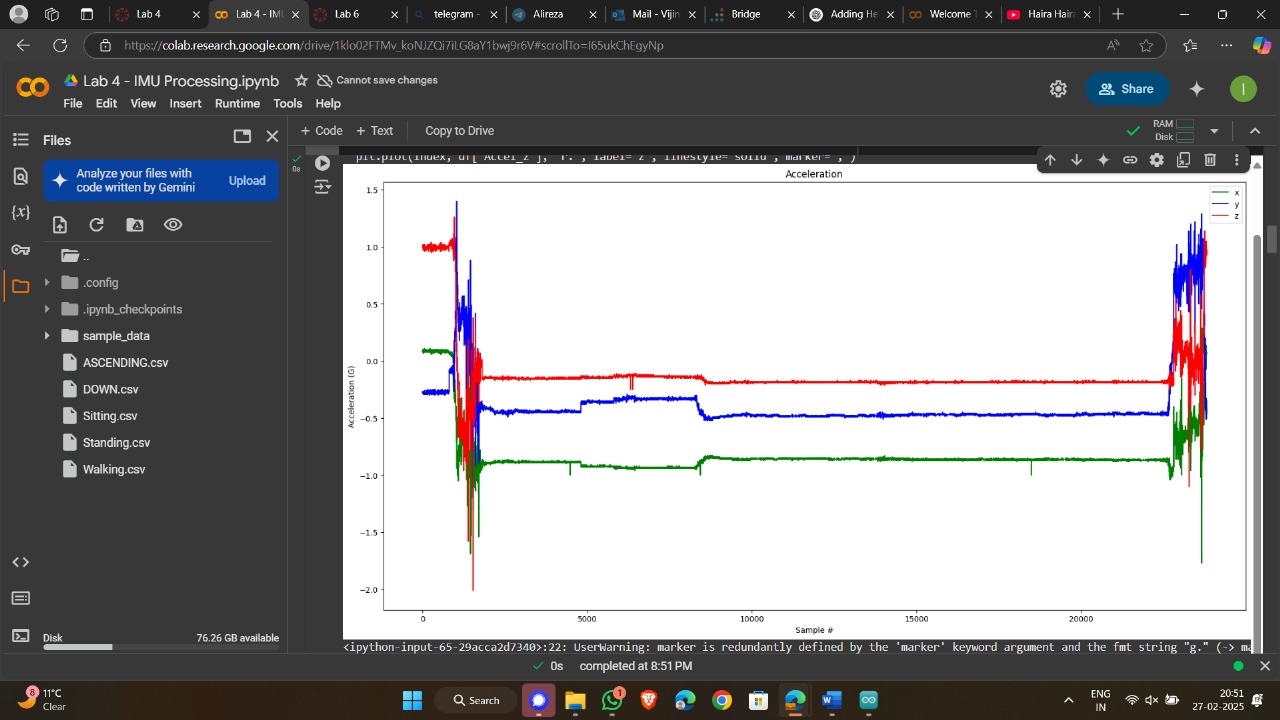 Lab 4
Lab 4 - IMU
Lab 6
telegram -
Alireza
Mail - Vijin
Bridge
Adding He
Welcome T
Haira Haira
https://colab.research.google.com/drive/1klo02FTMv_koNJZQi7iLG8aY1bwj9r6V#scrollTo=I65ukChEgyNp
Lab 4 - IMU Processing.ipynb
Cannot save changes
File Edit View Insert Runtime Tools Help
Share
I
Files
+ Code + Text Copy to Drive
RAM
Disk
Analyze your files with
code written by Gemini
Upload
{x}
..
.config
.ipynb_checkpoints
sample_data
ASCENDING.csv
DOWN.csv
Sitting.csv
Standing.csv
Walking.csv
Disk
76.26 GB available
0s
plt.plot(index, df['Accel_z'], 'r.', label='z', linestyle='solid', marker=',')
Acceleration
x
y
z
1.5
1.0
0.5
0.0
−0.5
−1.0
−1.5
−2.0
Acceleration (G)
0 5000 10000 15000 20000
Sample #
<ipython-input-65-29acca2d7340>:22: UserWarning: marker is redundantly defined by the 'marker' keyword argument and the fmt string "g." (-> ma
0s completed at 8:51 PM
8
11°C
Clear
Search
1
ENG
IN
20:51
27-02-2025